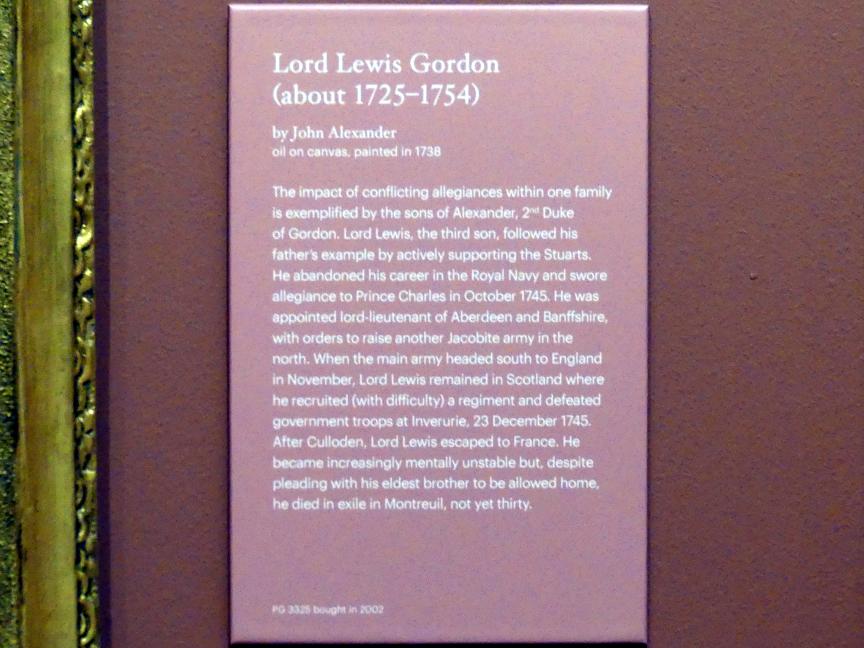 Lord Lewis Gordon
(about 1725–1754)
by John Alexander
oil on canvas, painted in 1738
The impact of conflicting allegiances within one family
is exemplified by the sons of Alexander, 2nd Duke
of Gordon. Lord Lewis, the third son, followed his
father's example by actively supporting the Stuarts.
He abandoned his career in the Royal Navy and swore
allegiance to Prince Charles in October 1745. He was
appointed lord-lieutenant of Aberdeen and Banffshire,
with orders to raise another Jacobite army in the
north. When the main army headed south to England
in November, Lord Lewis remained in Scotland where
he recruited (with difficulty) a regiment and defeated
government troops at Inverurie, 23 December 1745.
After Culloden, Lord Lewis escaped to France. He
became increasingly mentally unstable but, despite
pleading with his eldest brother to be allowed home,
he died in exile in Montreuil, not yet thirty.
PG 3325 bought in 2002